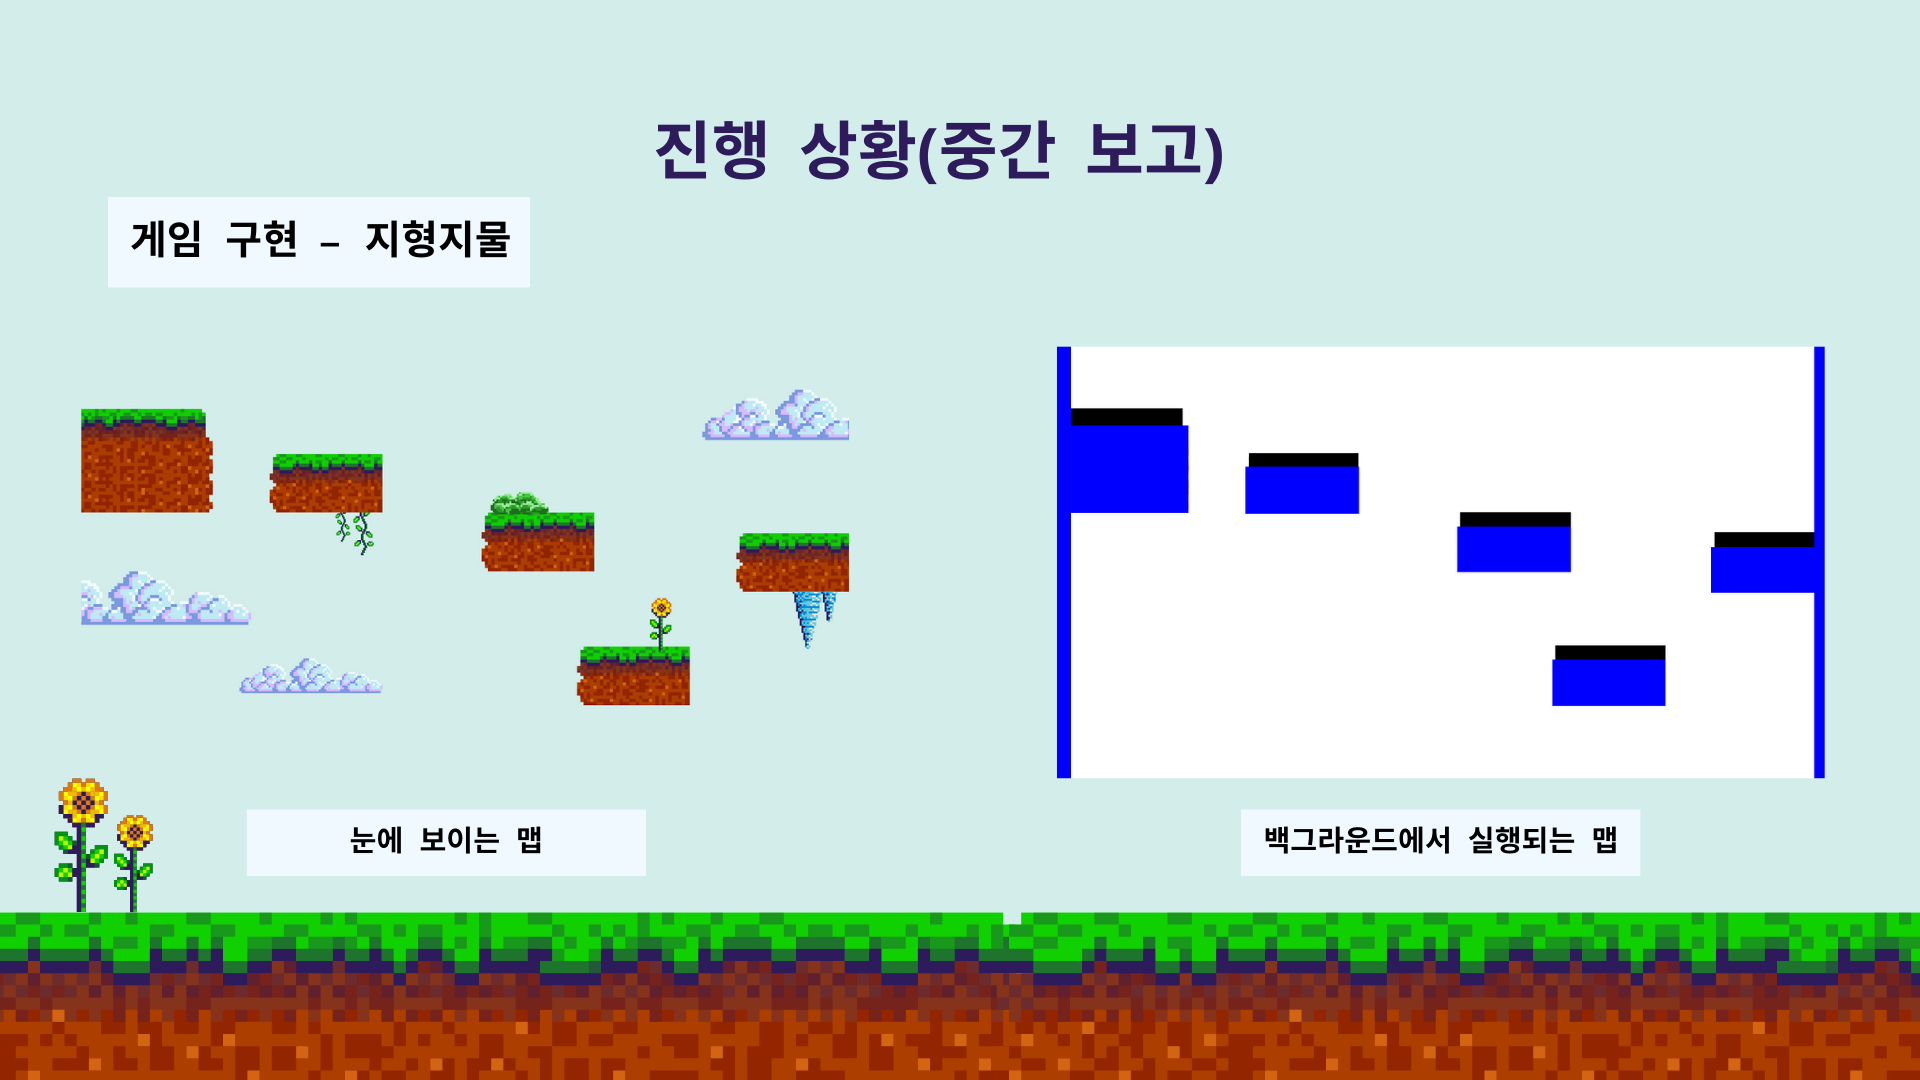 진행 상황(중간 보고)
게임 구현 – 지형지물
눈에 보이는 맵
백그라운드에서 실행되는 맵